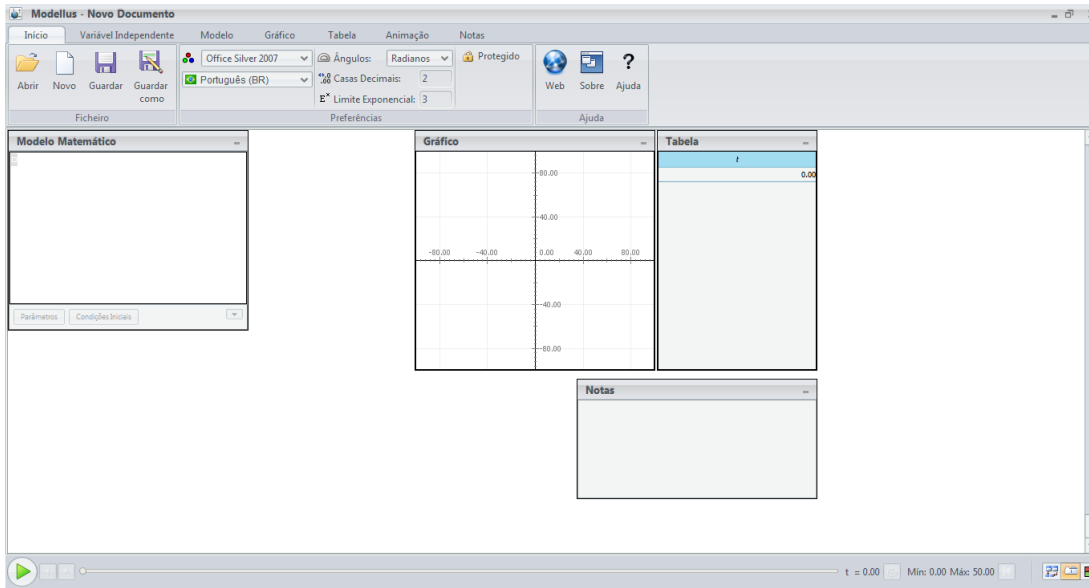 Modellus - Novo Documento
Início Variável Independente Modelo Gráfico Tabela Animação Notas
Abrir Novo Guardar Guardar como
Office Silver 2007 Ângulos: Radianos Protegido
Português (BR) Casas Decimais: 2
Limite Exponencial: 3
Web Sobre Ajuda
Ficheiro Preferências Ajuda
Modelo Matemático
Parâmetros Condições Iniciais
Gráfico
80.00
40.00
-80.00 -40.00 0.00 40.00 80.00
-40.00
-80.00
Tabela
t
0.00
Notas
t = 0.00 Mín: 0.00 Máx: 50.00